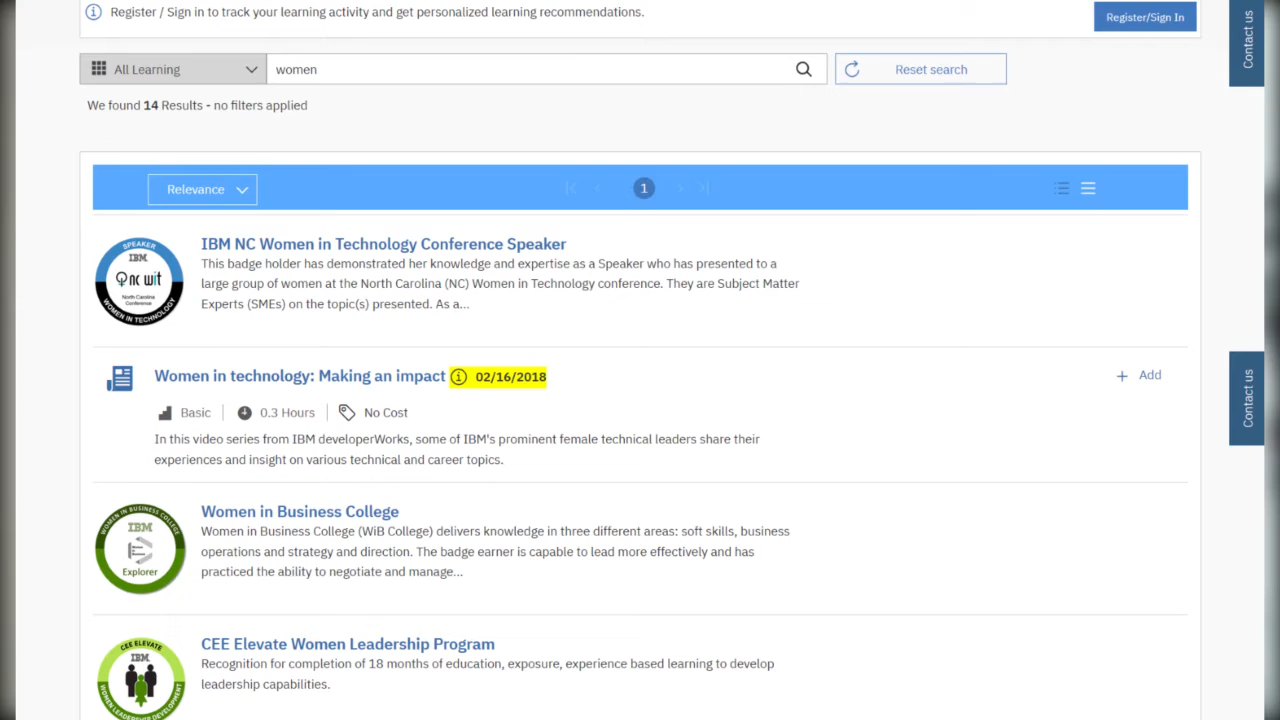 Register / Sign in to track your learning activity and get personalized learning recommendations.
Register/Sign In
Contact us
All Learning
women
Reset search
We found 14 Results - no filters applied
Relevance
1
SPEAKER
IBM
nc wit
North Carolina
Conference
WOMEN IN TECHNOLOGY
IBM NC Women in Technology Conference Speaker
This badge holder has demonstrated her knowledge and expertise as a Speaker who has presented to a
large group of women at the North Carolina (NC) Women in Technology conference. They are Subject Matter
Experts (SMEs) on the topic(s) presented. As a...
Women in technology: Making an impact 02/16/2018
+ Add
Basic | 0.3 Hours | No Cost
In this video series from IBM developerWorks, some of IBM's prominent female technical leaders share their
experiences and insight on various technical and career topics.
Contact us
WOMEN IN BUSINESS COLLEGE
IBM
Explorer
Women in Business College
Women in Business College (WiB College) delivers knowledge in three different areas: soft skills, business
operations and strategy and direction. The badge earner is capable to lead more effectively and has
practiced the ability to negotiate and manage...
CEE ELEVATE
IBM
WOMEN LEADERSHIP DEVELOPMENT
CEE Elevate Women Leadership Program
Recognition for completion of 18 months of education, exposure, experience based learning to develop
leadership capabilities.